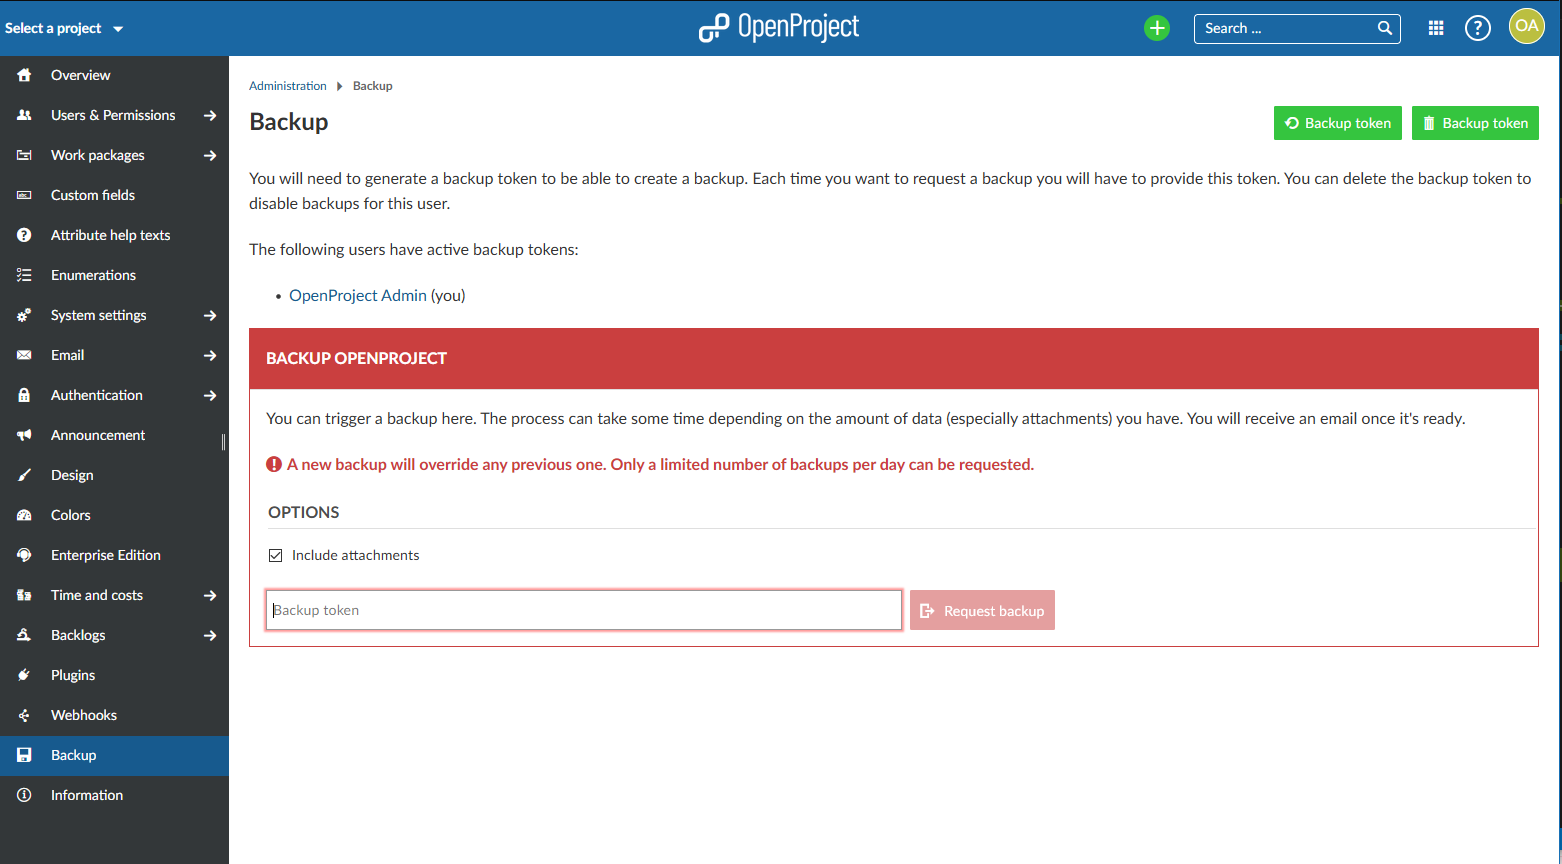 Select a project
OpenProject
Search ...
?
OA
Overview
Users & Permissions
Work packages
Custom fields
Attribute help texts
Enumerations
System settings
Email
Authentication
Announcement
Design
Colors
Enterprise Edition
Time and costs
Backlogs
Plugins
Webhooks
Backup
Information
Administration Backup
Backup
Backup token
Backup token
You will need to generate a backup token to be able to create a backup. Each time you want to request a backup you will have to provide this token. You can delete the backup token to
disable backups for this user.
The following users have active backup tokens:
• OpenProject Admin (you)
BACKUP OPENPROJECT
You can trigger a backup here. The process can take some time depending on the amount of data (especially attachments) you have. You will receive an email once it's ready.
A new backup will override any previous one. Only a limited number of backups per day can be requested.
OPTIONS
Include attachments
Backup token
Request backup